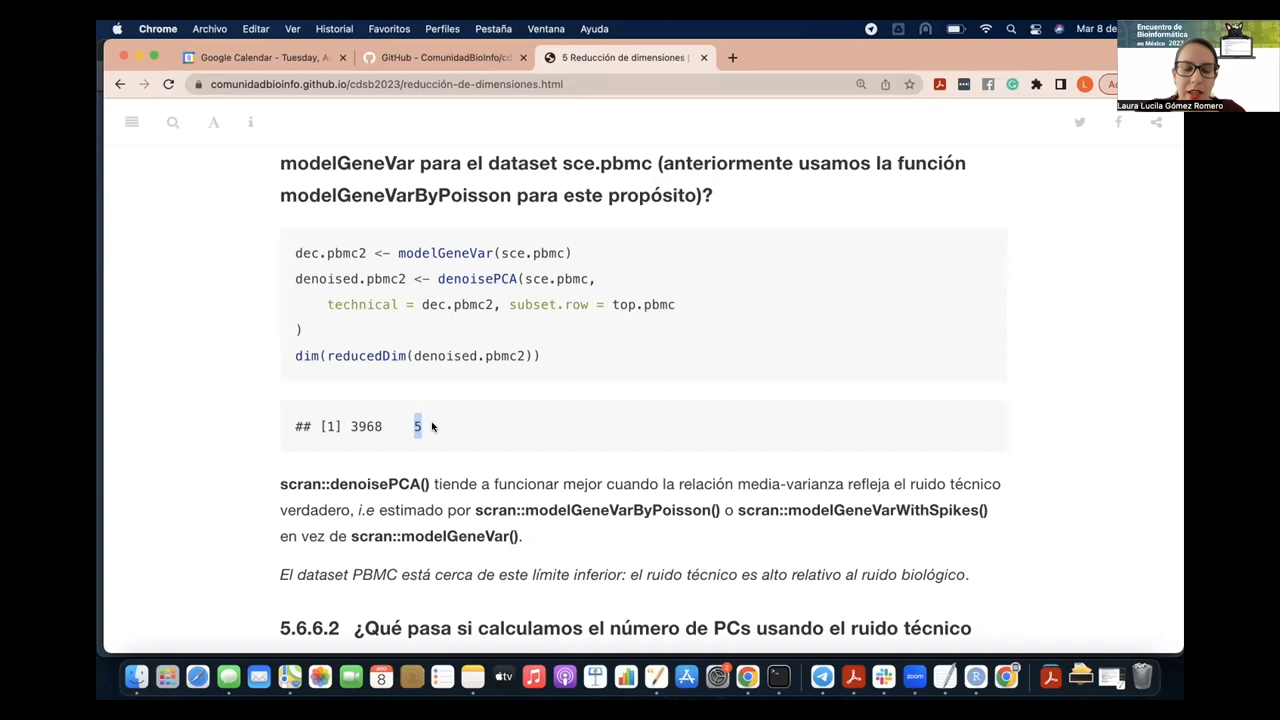 Chrome Archivo Editar Ver Historial Favoritos Perfiles Pestaña Ventana Ayuda
Mar 8 de
Google Calendar - Tuesday, A
GitHub - ComunidadBioInfo/cd
5 Reducción de dimensiones |
comunidadbioinfo.github.io/cdsb2023/reducción-de-dimensiones.html
Encuentro de
Bioinformática
en México 2023
Laura Lucila Gómez Romero
modelGeneVar para el dataset sce.pbmc (anteriormente usamos la función
modelGeneVarByPoisson para este propósito)?
dec.pbmc2 <- modelGeneVar(sce.pbmc)
denoised.pbmc2 <- denoisePCA(sce.pbmc,
technical = dec.pbmc2, subset.row = top.pbmc
)
dim(reducedDim(denoised.pbmc2))
## [1] 3968 5
scran::denoisePCA() tiende a funcionar mejor cuando la relación media-varianza refleja el ruido técnico
verdadero, i.e estimado por scran::modelGeneVarByPoisson() o scran::modelGeneVarWithSpikes()
en vez de scran::modelGeneVar().
El dataset PBMC está cerca de este límite inferior: el ruido técnico es alto relativo al ruido biológico.
5.6.6.2 ¿Qué pasa si calculamos el número de PCs usando el ruido técnico
AGO
8
tv
zoom
R